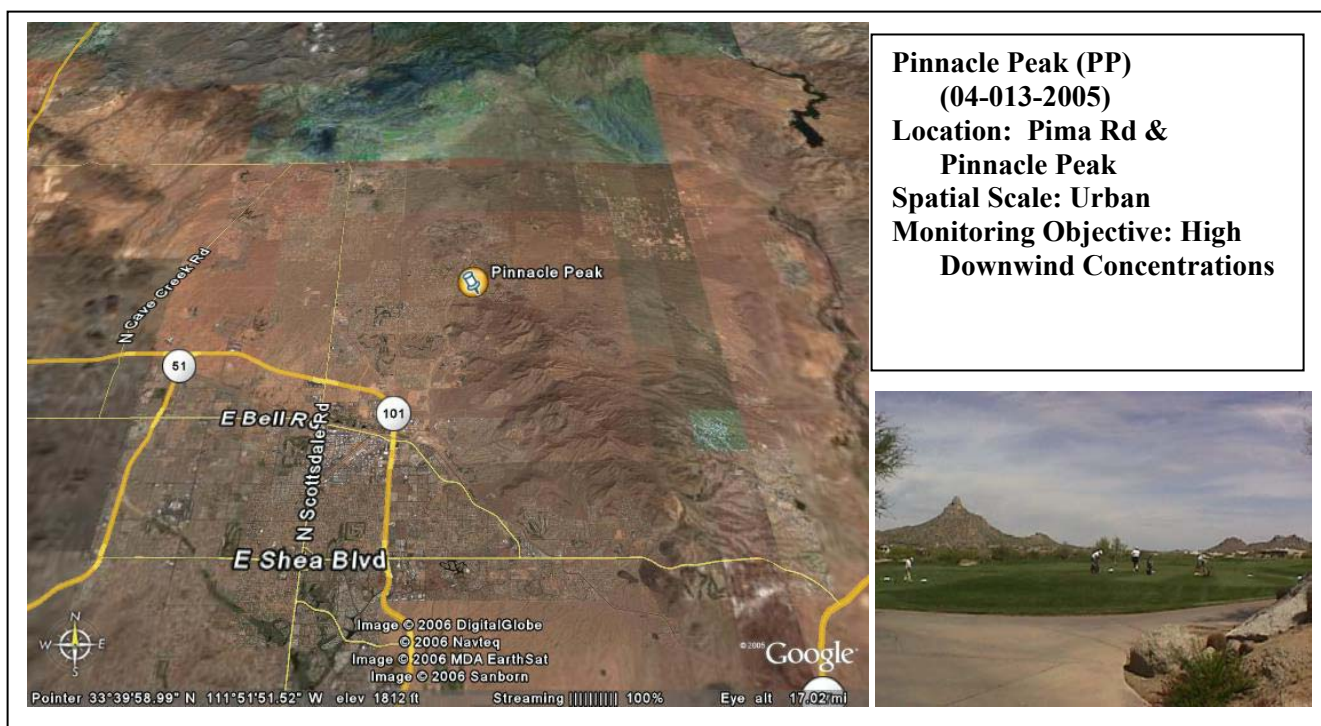 Pinnacle Peak (PP)
(04-013-2005)
Location: Pima Rd &
Pinnacle Peak
Spatial Scale: Urban
Monitoring Objective: High
Downwind Concentrations
Pinnacle Peak
N Cave Creek Rd
51
101
E Bell R
N Scottsdale Rd
E Shea Blvd
N
W E
S
Image © 2006 DigitalGlobe
© 2006 Navteq
Image © 2006 MDA EarthSat
Image © 2006 Sanborn
© 2005 Google
Pointer 33°39'58.99" N 111°51'51.52" W elev 1812 ft Streaming ||||||||| 100% Eye alt 17.02 mi